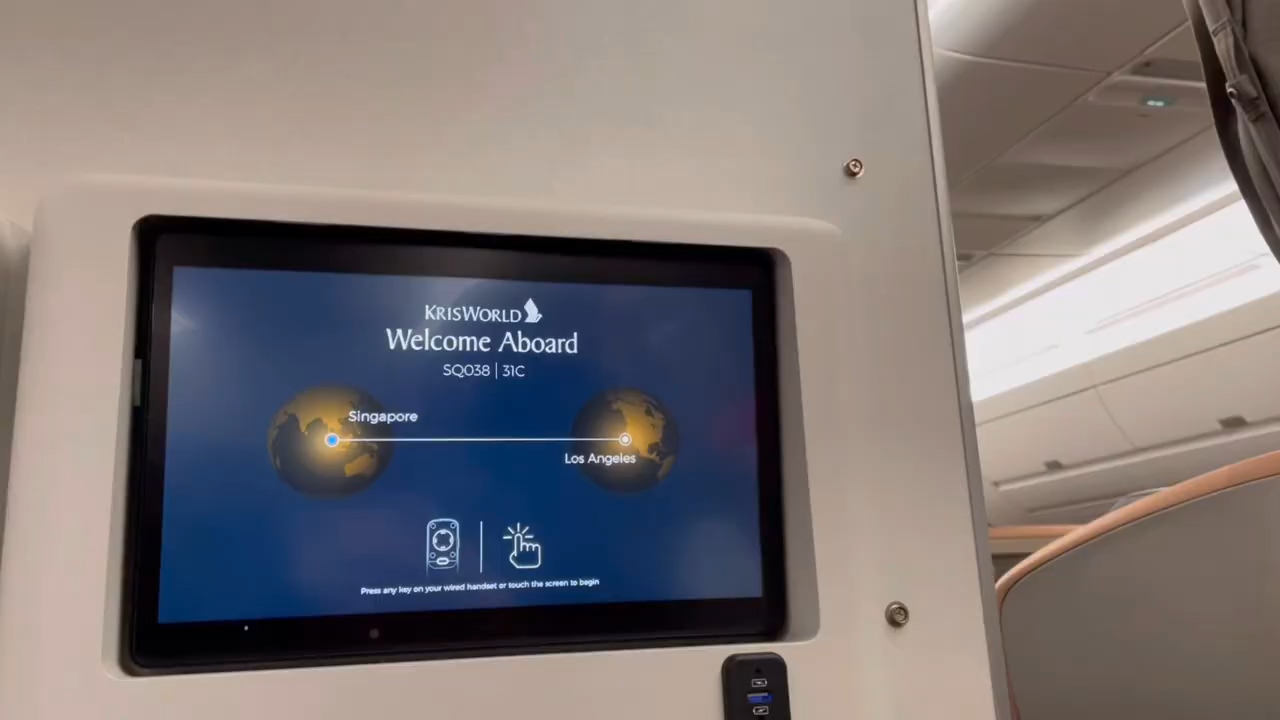 KRISWORLD
Welcome Aboard
SQ038 | 31C
Singapore
Los Angeles
Press any key on your wired handset or touch the screen to begin